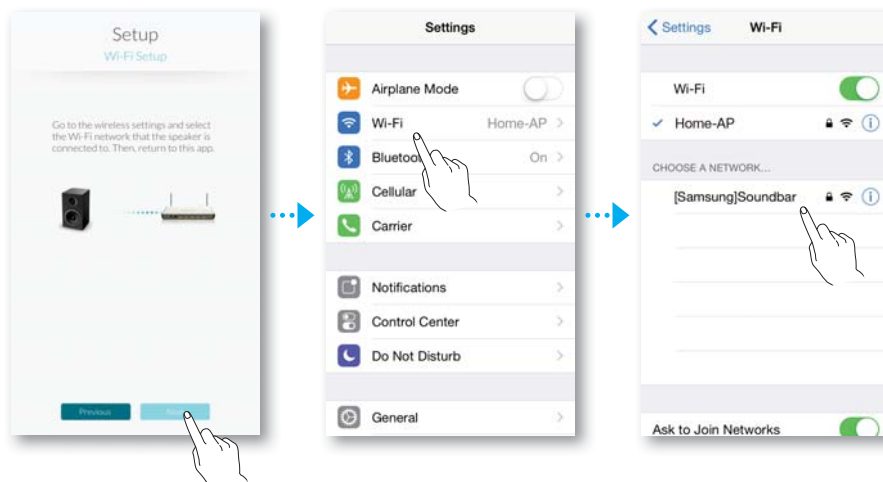 Setup
Wi-Fi Setup
Go to the wireless settings and select
the Wi-Fi network that the speaker is
connected to. Then, return to this app.
Previous
Settings
Airplane Mode
Wi-Fi Home-AP
On
Cellular
Carrier
Notifications
Control Center
Do Not Disturb
General
Settings Wi-Fi
Wi-Fi
Home-AP
CHOOSE A NETWORK...
[Samsung]Soundbar
Ask to Join Networks